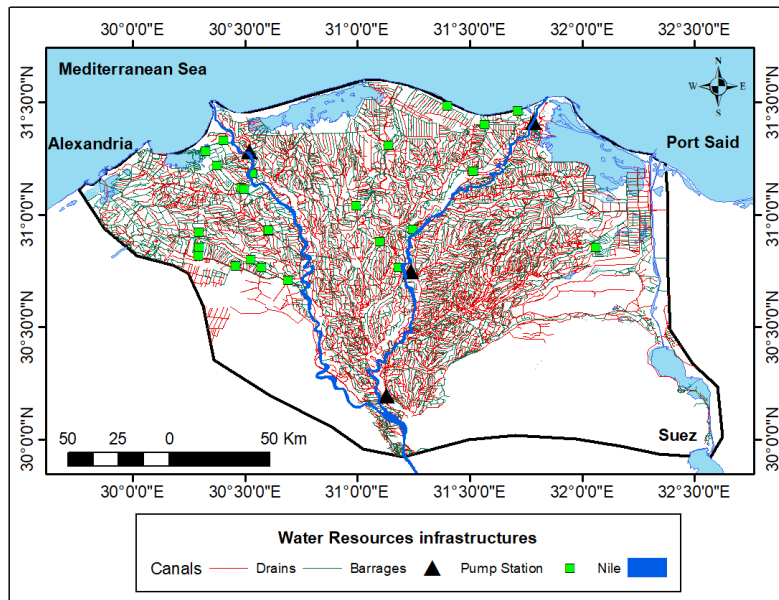 30°0'0"E 30°30'0"E 31°0'0"E 31°30'0"E 32°0'0"E 32°30'0"E
Mediterranean Sea
N
W E
S
31°30'0"N 31°30'0"N
Alexandria
Port Said
31°0'0"N 31°0'0"N
30°30'0"N 30°30'0"N
30°0'0"N 30°0'0"N
Suez
50 25 0 50 Km
30°0'0"E 30°30'0"E 31°0'0"E 31°30'0"E 32°0'0"E 32°30'0"E
Water Resources infrastructures
Canals Drains Barrages Pump Station Nile